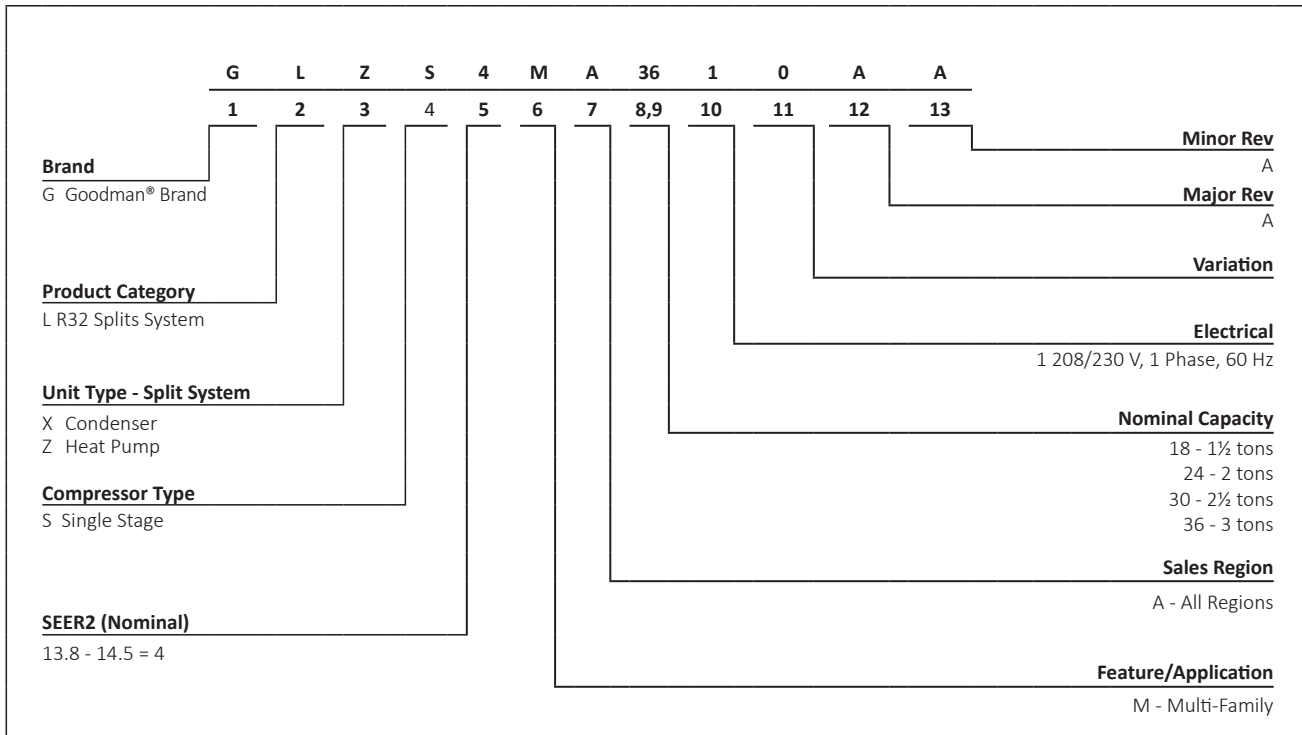 G L Z S 4 M A 36 1 0 A A
1 2 3 4 5 6 7 8,9 10 11 12 13
Brand
G Goodman® Brand
Product Category
L R32 Splits System
Unit Type - Split System
X Condenser
Z Heat Pump
Compressor Type
S Single Stage
SEER2 (Nominal)
13.8 - 14.5 = 4
Minor Rev
A
Major Rev
A
Variation
Electrical
1 208/230 V, 1 Phase, 60 Hz
Nominal Capacity
18 - 1½ tons
24 - 2 tons
30 - 2½ tons
36 - 3 tons
Sales Region
A - All Regions
Feature/Application
M - Multi-Family